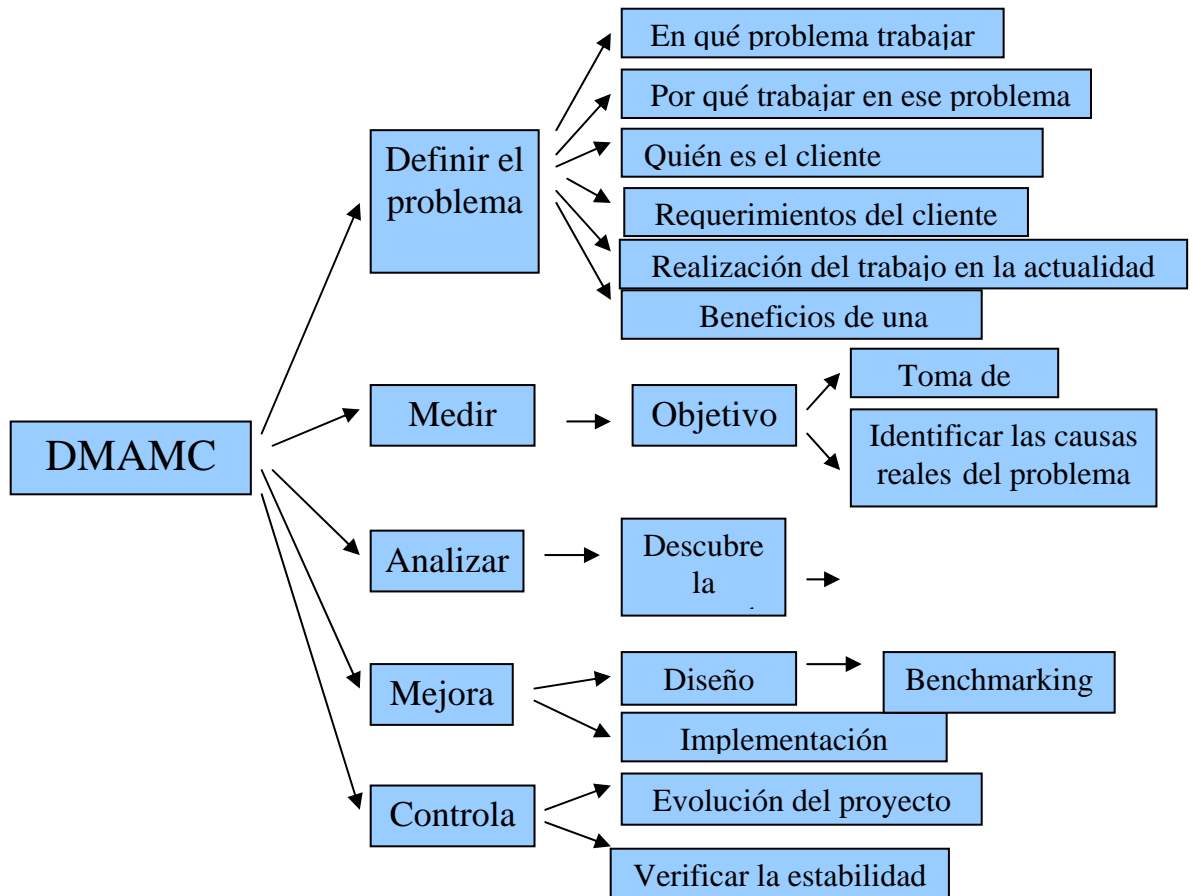 En qué problema trabajar
Por qué trabajar en ese problema
Definir el
problema
Quién es el cliente
Requerimientos del cliente
Realización del trabajo en la actualidad
Beneficios de una
Medir
Objetivo
Toma de
Identificar las causas
reales del problema
DMAMC
Analizar
Descubre
la
Mejora
Diseño
Benchmarking
Implementación
Controla
Evolución del proyecto
Verificar la estabilidad